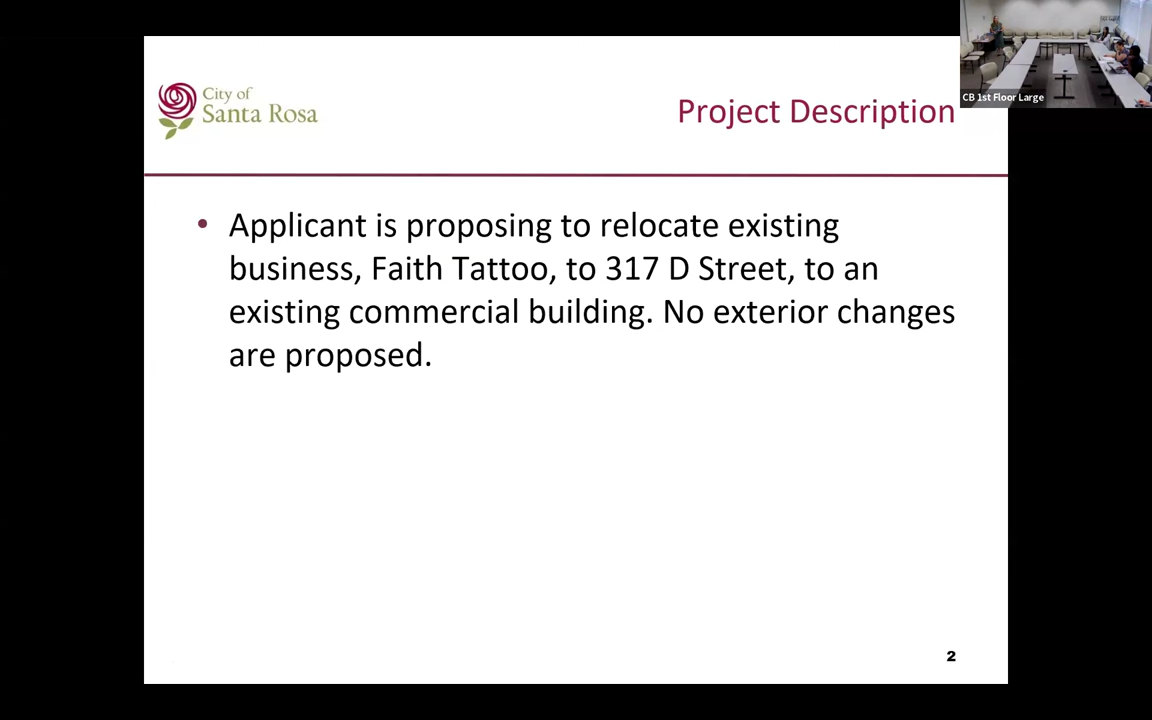 CB 1st Floor Large
City of
Santa Rosa
Project Description
• Applicant is proposing to relocate existing
business, Faith Tattoo, to 317 D Street, to an
existing commercial building. No exterior changes
are proposed.
2